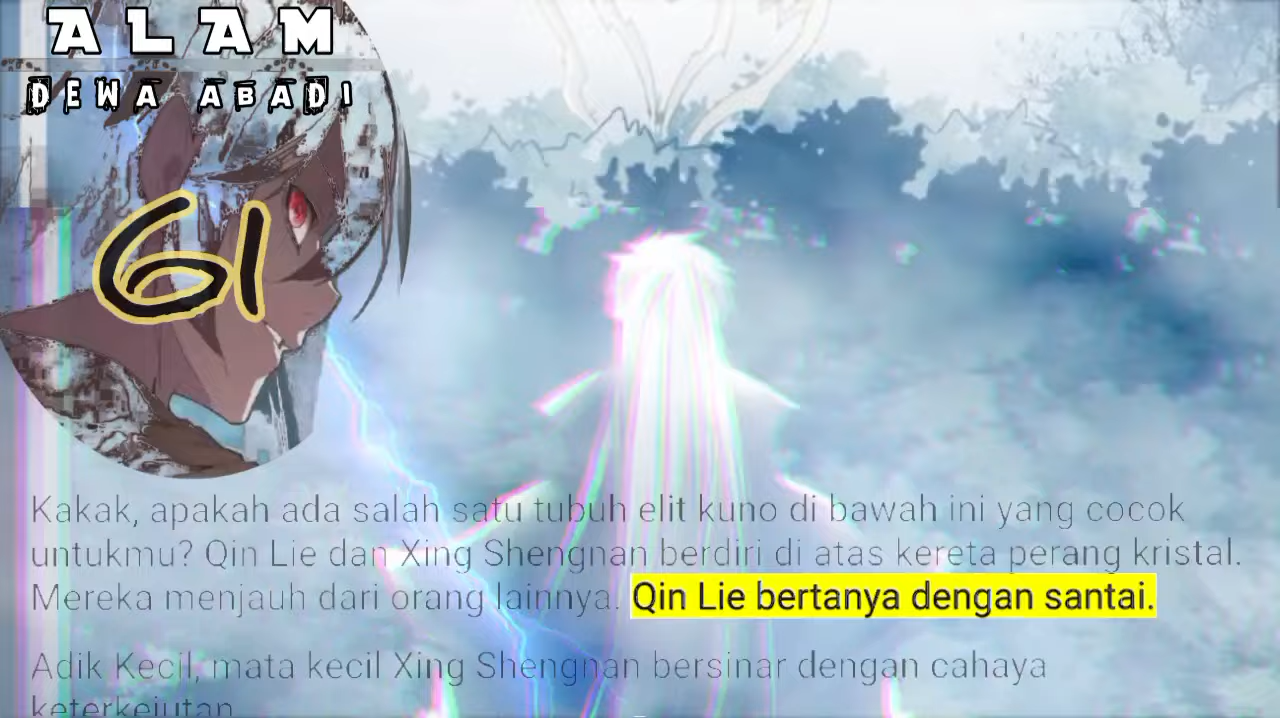 ALAM
DEWA ABADI
61
Kakak, apakah ada salah satu tubuh elit kuno di bawah ini yang cocok
untukmu? Qin Lie dan Xing Shengnan berdiri di atas kereta perang kristal.
Mereka menjauh dari orang lainnya. Qin Lie bertanya dengan santai.
Adik Kecil, mata kecil Xing Shengnan bersinar dengan cahaya
keterkejutan